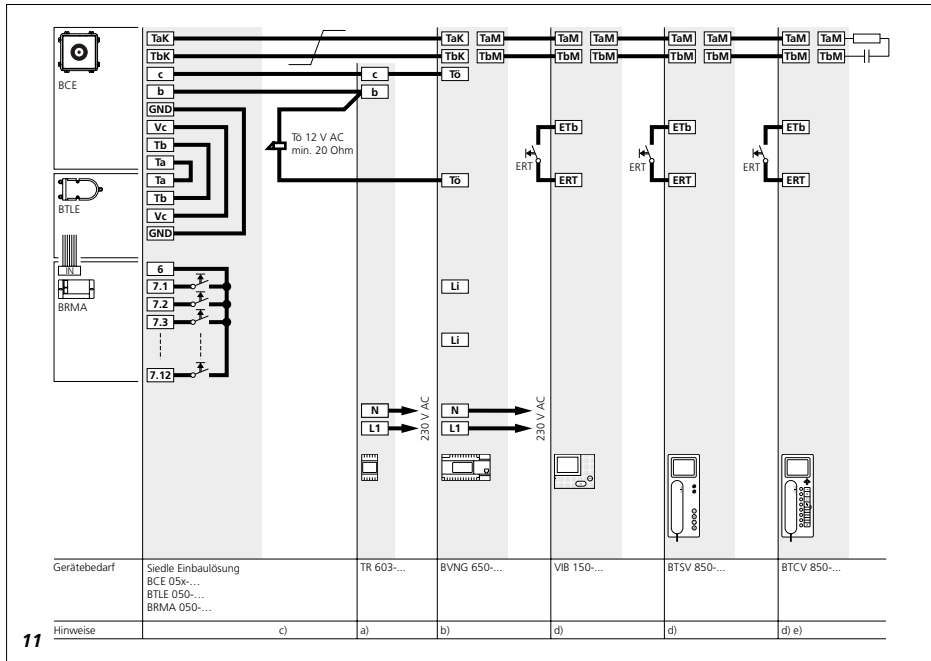 TaK TaK TaM TaM TaM TaM TaM TaM TaM
TbK TbK TbM TbM TbM TbM TbM TbM TbM
BCE
c c Tö
b b
GND
Vc ETb ETb ETb
Tb
Tö 12 V AC
min. 20 Ohm
ERT ERT ERT
Ta
Ta Tö ERT ERT ERT
BTLE
Tb
Vc
GND
IN
6
BRMA
7.1 Li
7.2
7.3
Li
7.12
N N
L1 L1
230 V AC 230 V AC
Gerätebedarf Siedle Einbaulösung TR 603-... BVNG 650-... VIB 150-... BTSV 850-... BTCV 850-...
BCE 05x-...
BTLE 050-...
BRMA 050-...
Hinweise c) a) b) d) d) d) e)
11